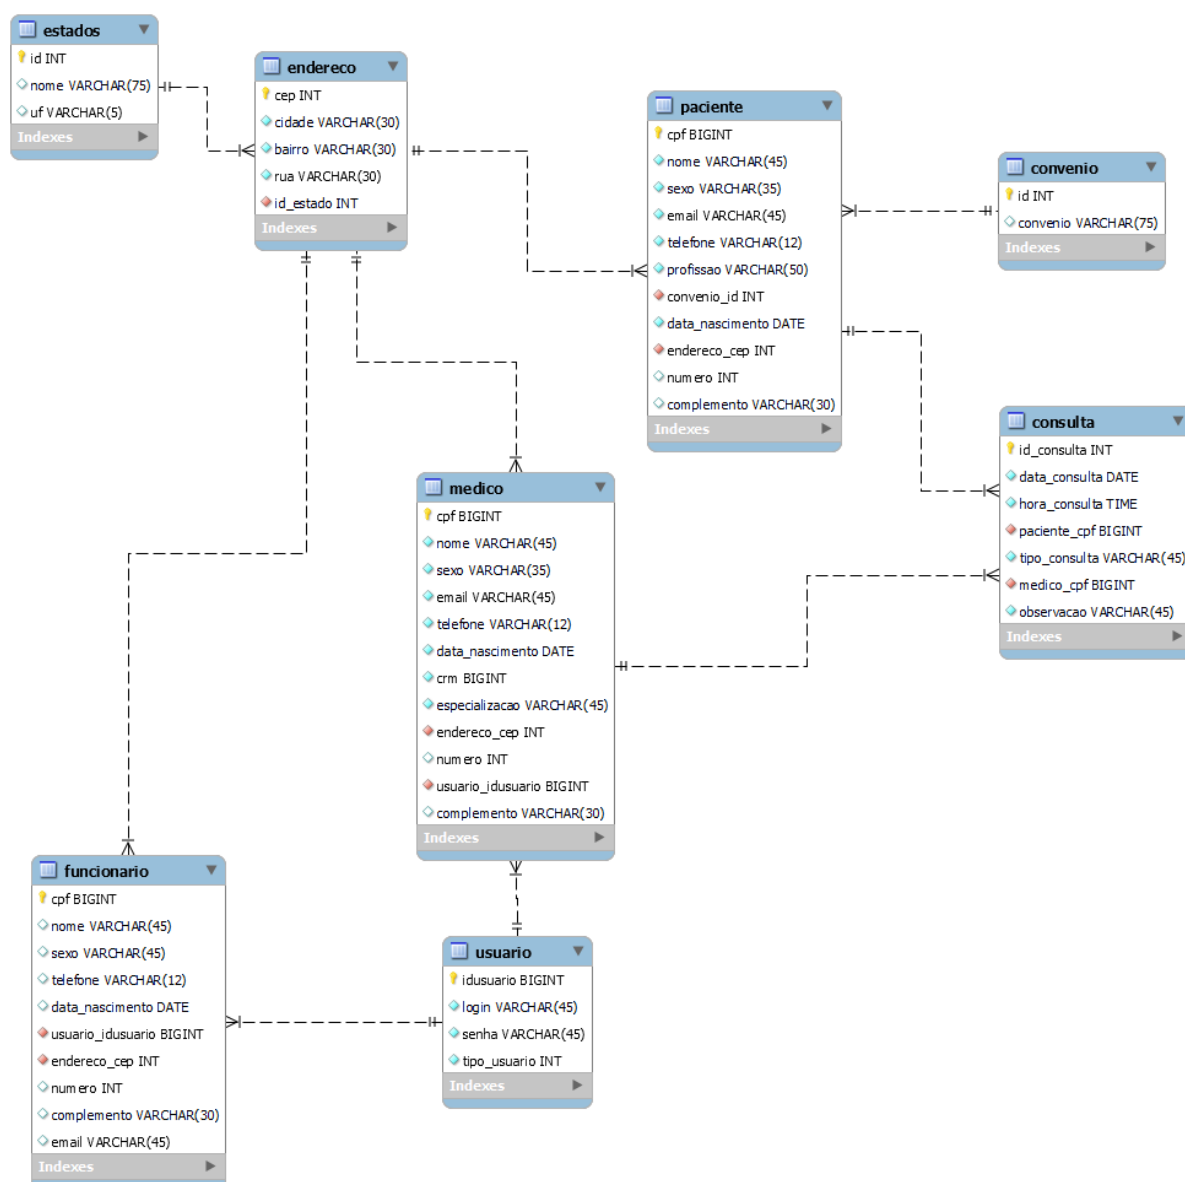 estados
id INT
nome VARCHAR(75)
uf VARCHAR(5)
Indexes
endereco
cep INT
cidade VARCHAR(30)
bairro VARCHAR(30)
rua VARCHAR(30)
id_estado INT
Indexes
paciente
cpf BIGINT
nome VARCHAR(45)
sexo VARCHAR(35)
email VARCHAR(45)
telefone VARCHAR(12)
profissao VARCHAR(50)
convenio_id INT
data_nascimento DATE
endereco_cep INT
numero INT
complemento VARCHAR(30)
Indexes
convenio
id INT
convenio VARCHAR(75)
Indexes
consulta
id_consulta INT
data_consulta DATE
hora_consulta TIME
paciente_cpf BIGINT
tipo_consulta VARCHAR(45)
medico_cpf BIGINT
observacao VARCHAR(45)
Indexes
medico
cpf BIGINT
nome VARCHAR(45)
sexo VARCHAR(35)
email VARCHAR(45)
telefone VARCHAR(12)
data_nascimento DATE
crm BIGINT
especializacao VARCHAR(45)
endereco_cep INT
numero INT
usuario_idusuario BIGINT
complemento VARCHAR(30)
Indexes
funcionario
cpf BIGINT
nome VARCHAR(45)
sexo VARCHAR(45)
telefone VARCHAR(12)
data_nascimento DATE
usuario_idusuario BIGINT
endereco_cep INT
numero INT
complemento VARCHAR(30)
email VARCHAR(45)
Indexes
usuario
idusuario BIGINT
login VARCHAR(45)
senha VARCHAR(45)
tipo_usuario INT
Indexes